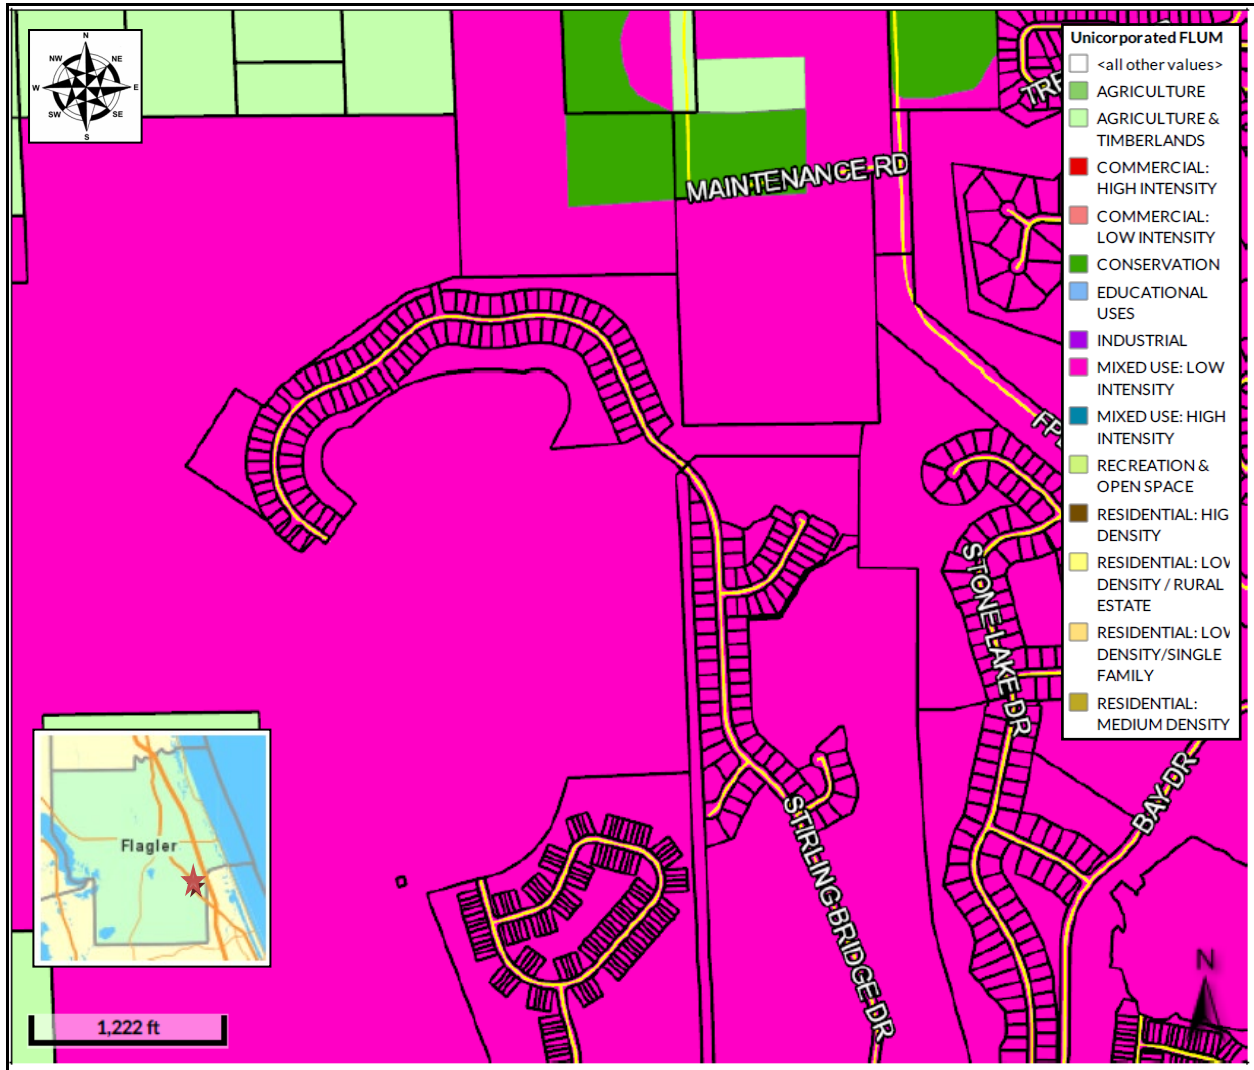 N
NW
NE
W
E
SW
SE
S
Unicorporated FLUM
<all other values>
AGRICULTURE
AGRICULTURE &
TIMBERLANDS
COMMERCIAL:
HIGH INTENSITY
COMMERCIAL:
LOW INTENSITY
CONSERVATION
EDUCATIONAL
USES
INDUSTRIAL
MIXED USE: LOW
INTENSITY
MIXED USE: HIGH
INTENSITY
RECREATION &
OPEN SPACE
RESIDENTIAL: HIG
DENSITY
RESIDENTIAL: LOW
DENSITY / RURAL
ESTATE
RESIDENTIAL: LOW
DENSITY/SINGLE
FAMILY
RESIDENTIAL:
MEDIUM DENSITY
MAINTENANCE RD
STONE LAKE DR
BAY DR
STIRLING BRIDGE DR
Flagler
N
1,222 ft